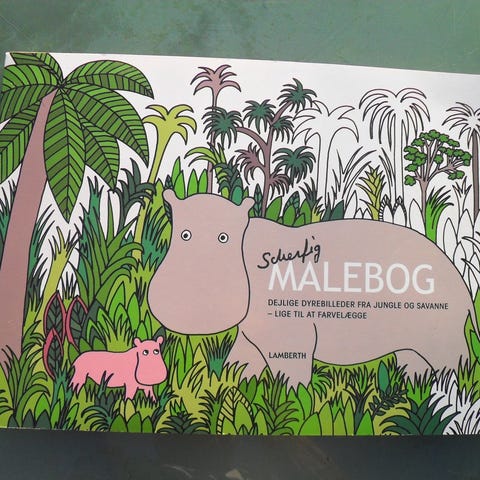 Scherfig
MALEBOG
DEJLIGE DYREBILLEDER FRA JUNGLE OG SAVANNE
– LIGE TIL AT FARVELÆGGE
LAMBERTH